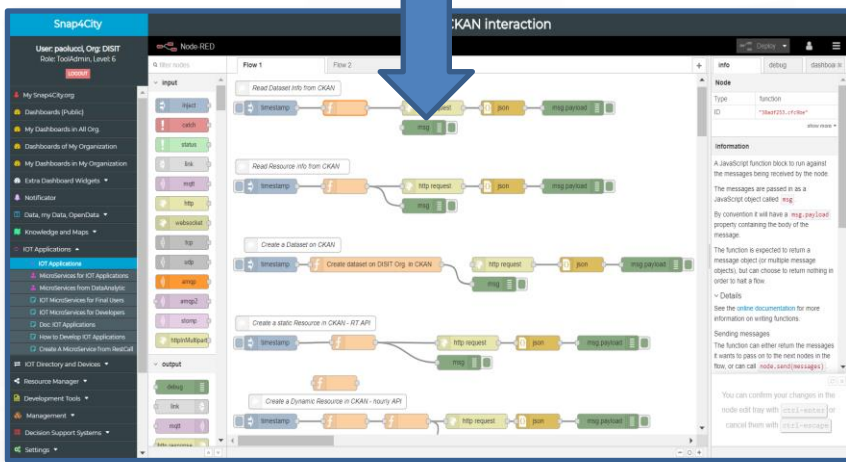 Snap4City
CKAN interaction
User: paolucci, Org: DISIT
Role: ToolAdmin, Level: 6
LOGOUT
My Snap4City.org
Dashboards (Public)
My Dashboards in All Org.
Dashboards of My Organization
My Dashboards in My Organization
Extra Dashboard Widgets
Notificator
Data, my Data, OpenData
Knowledge and Maps
IOT Applications
IOT Applications
MicroServices for IOT Applications
MicroServices from DataAnalytic
IOT MicroServices for Final Users
IOT MicroServices for Developers
Doc: IOT Applications
How to Develop IOT Applications
Create A MicroService from RestCall
IOT Directory and Devices
Resource Manager
Development Tools
Management
Decision Support Systems
Settings
Node-RED
Deploy
filter nodes
input
inject
catch
status
link
mqtt
http
websocket
tcp
udp
amqp
amqp2
stomp
httpInMultipart
output
debug
link
mqtt
http response
Flow 1
Flow 2
Read Dataset info from CKAN
timestamp
f
request
json
msg.payload
msg
Read Resource info from CKAN
timestamp
f
http request
json
msg.payload
msg
Create a Dataset on CKAN
timestamp
f
Create dataset on DISIT Org. in CKAN
http request
json
msg.payload
msg
Create a static Resource in CKAN - RT API
timestamp
f
http request
json
msg.payload
msg
f
Create a Dynamic Resource in CKAN - hourly API
timestamp
f
f
http request
json
msg.payload
msg
info
debug
dashboa
Node
Type
function
ID
show more
Information
A JavaScript function block to run against
the messages being received by the node.
The messages are passed in as a
JavaScript object called msg.
By convention it will have a msg.payload
property containing the body of the
message.
The function is expected to return a
message object (or multiple message
objects), but can choose to return nothing in
order to halt a flow.
Details
See the online documentation for more
information on writing functions.
Sending messages
The function can either return the messages
it wants to pass on to the next nodes in the
flow, or can call node.send(messages)
You can confirm your changes in the
node edit tray with ctrl-enter or
cancel them with ctrl-escape